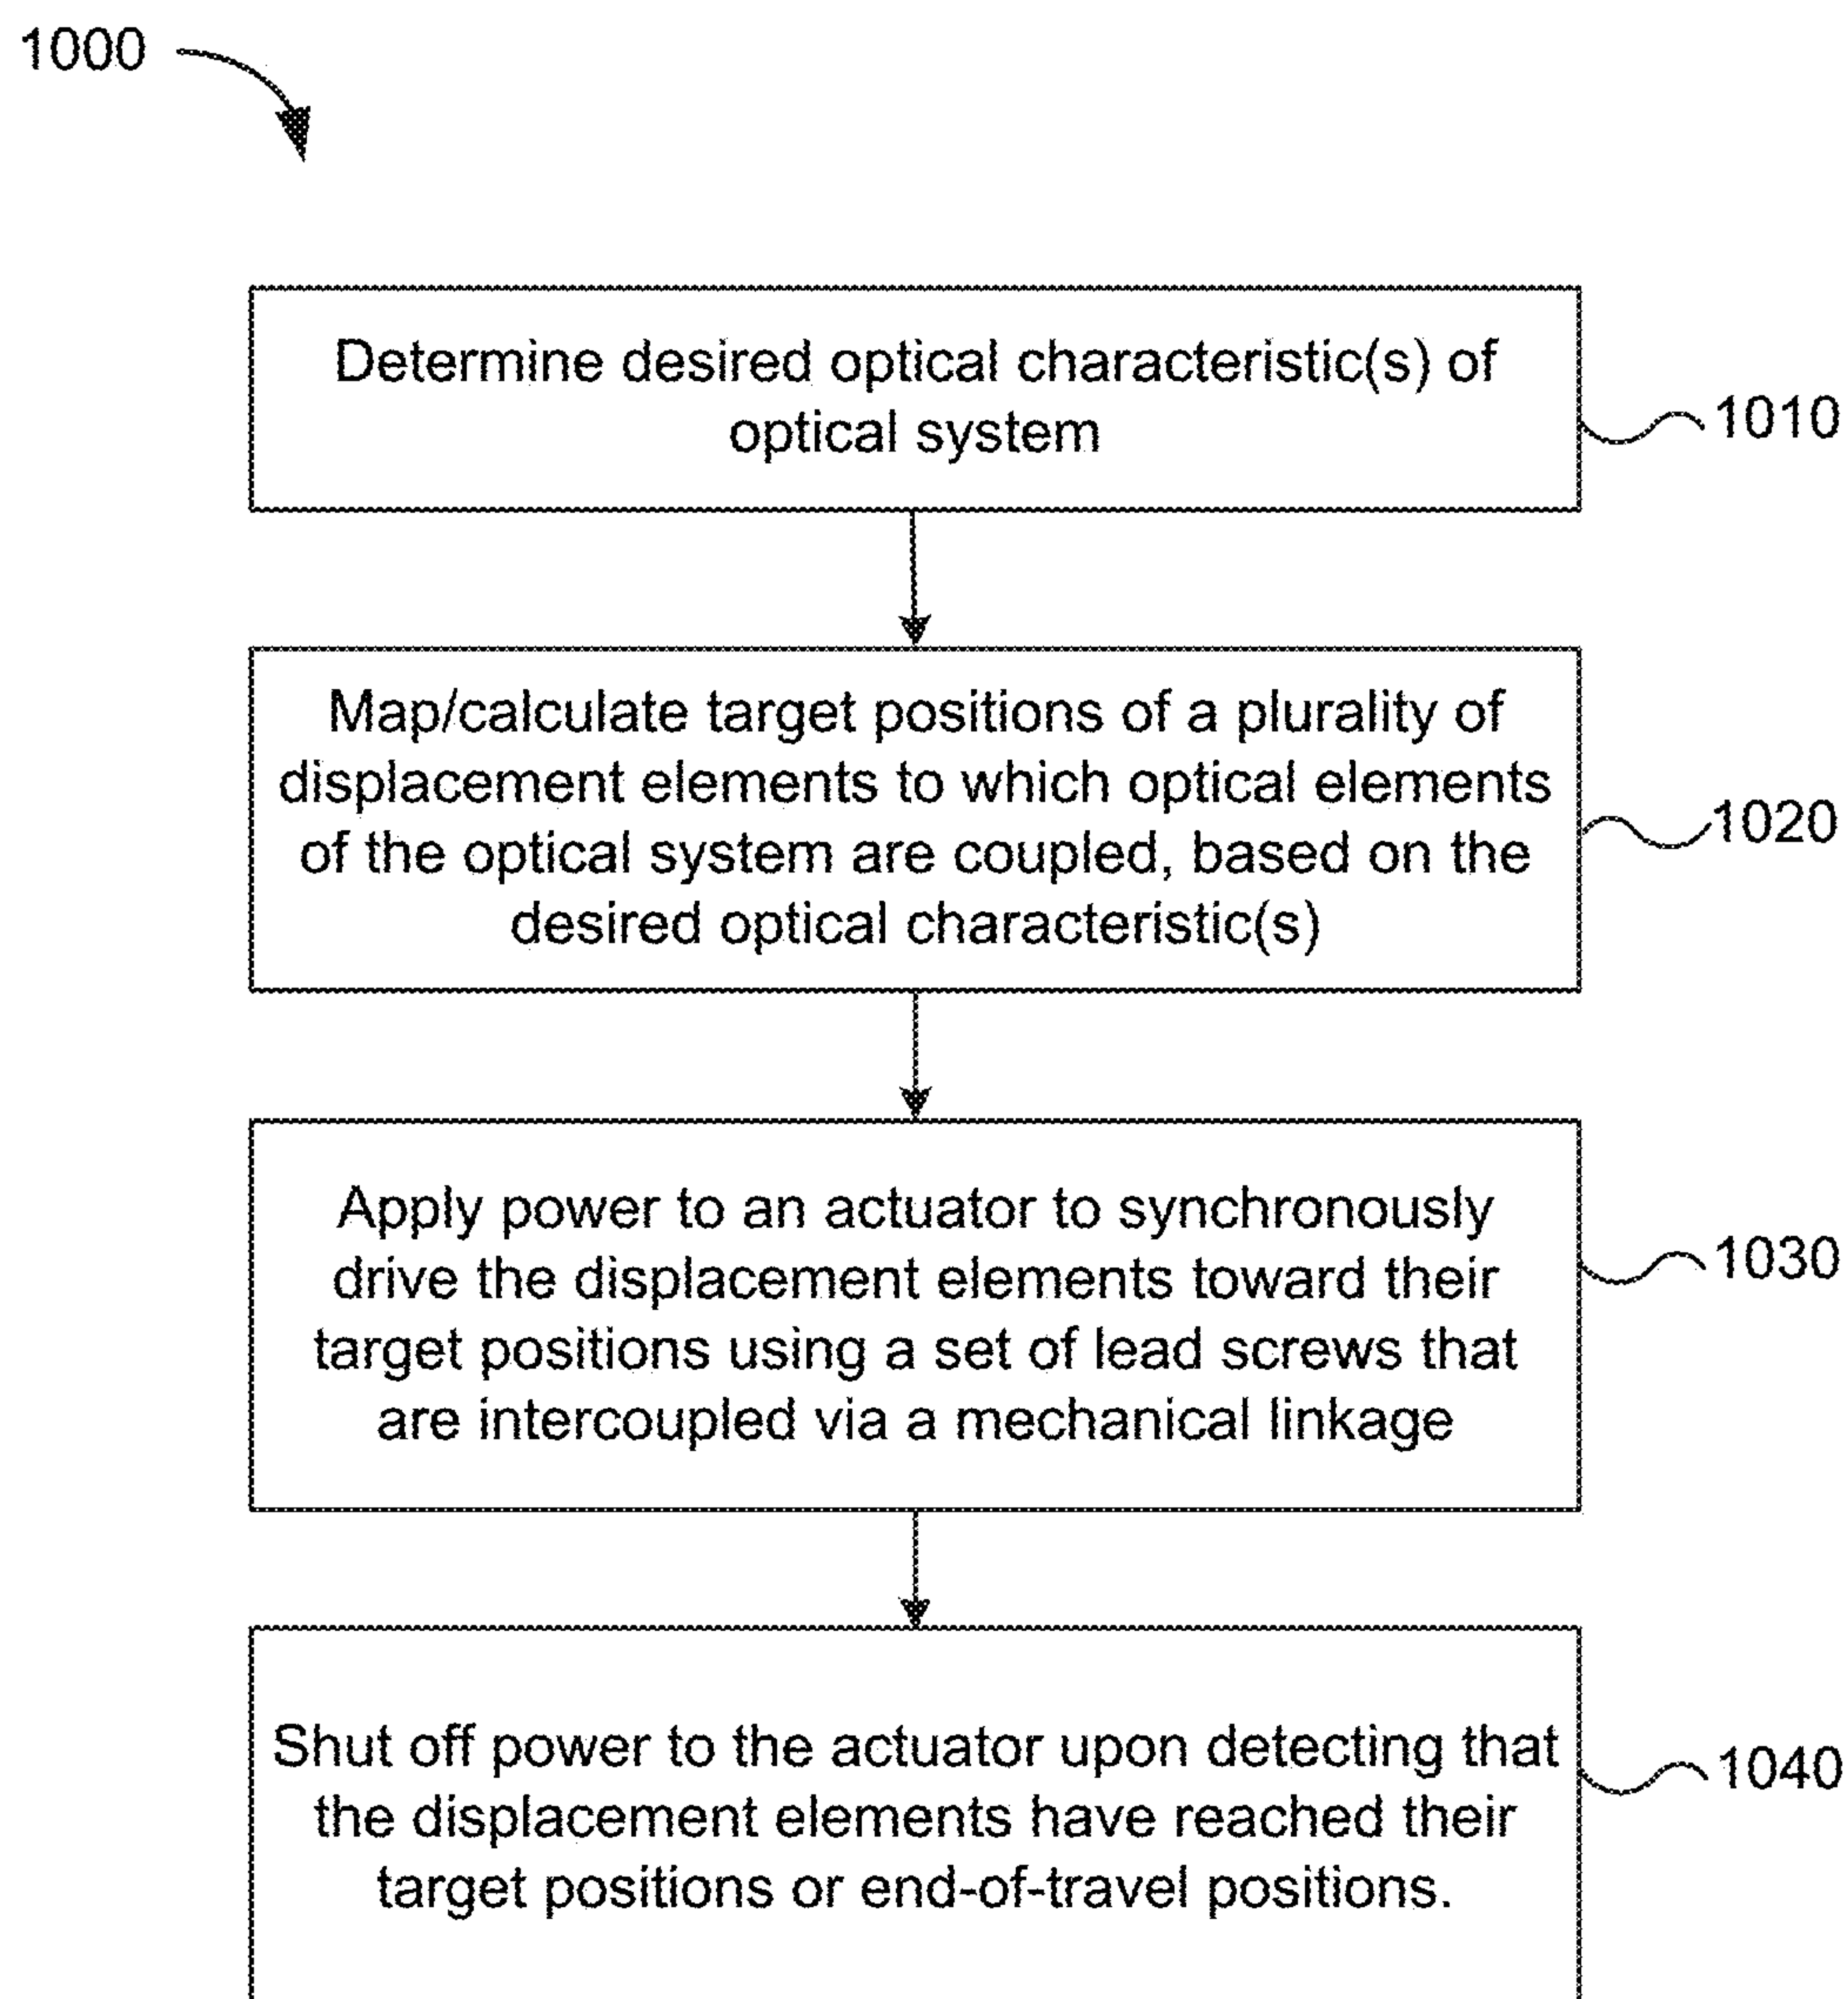 1000
Determine desired optical characteristic(s) of
optical system
1010
Map/calculate target positions of a plurality of
displacement elements to which optical elements
of the optical system are coupled, based on the
desired optical characteristic(s)
1020
Apply power to an actuator to synchronously
drive the displacement elements toward their
target positions using a set of lead screws that
are intercoupled via a mechanical linkage
1030
Shut off power to the actuator upon detecting that
the displacement elements have reached their
target positions or end-of-travel positions.
1040